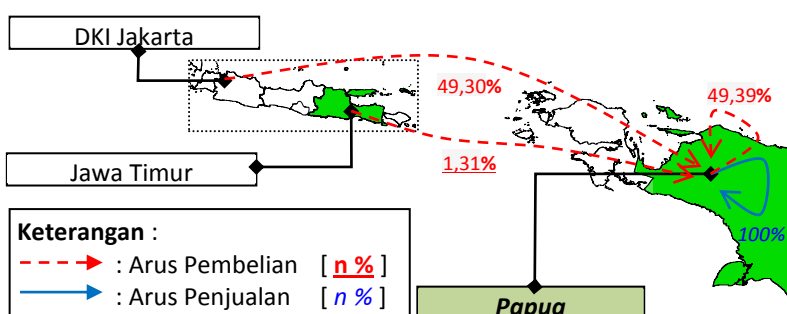 DKI Jakarta
49,30%
49,39%
Jawa Timur
1,31%
100%
Keterangan :
: Arus Pembelian [ n % ]
: Arus Penjualan [ n % ]
Papua